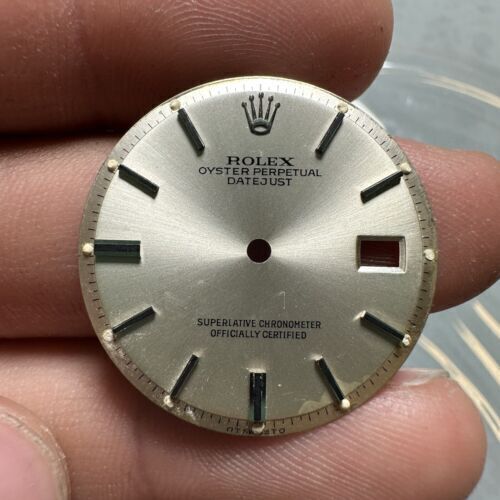 ROLEX
OYSTER PERPETUAL
DATEJUST
SUPERLATIVE CHRONOMETER
OFFICIALLY CERTIFIED